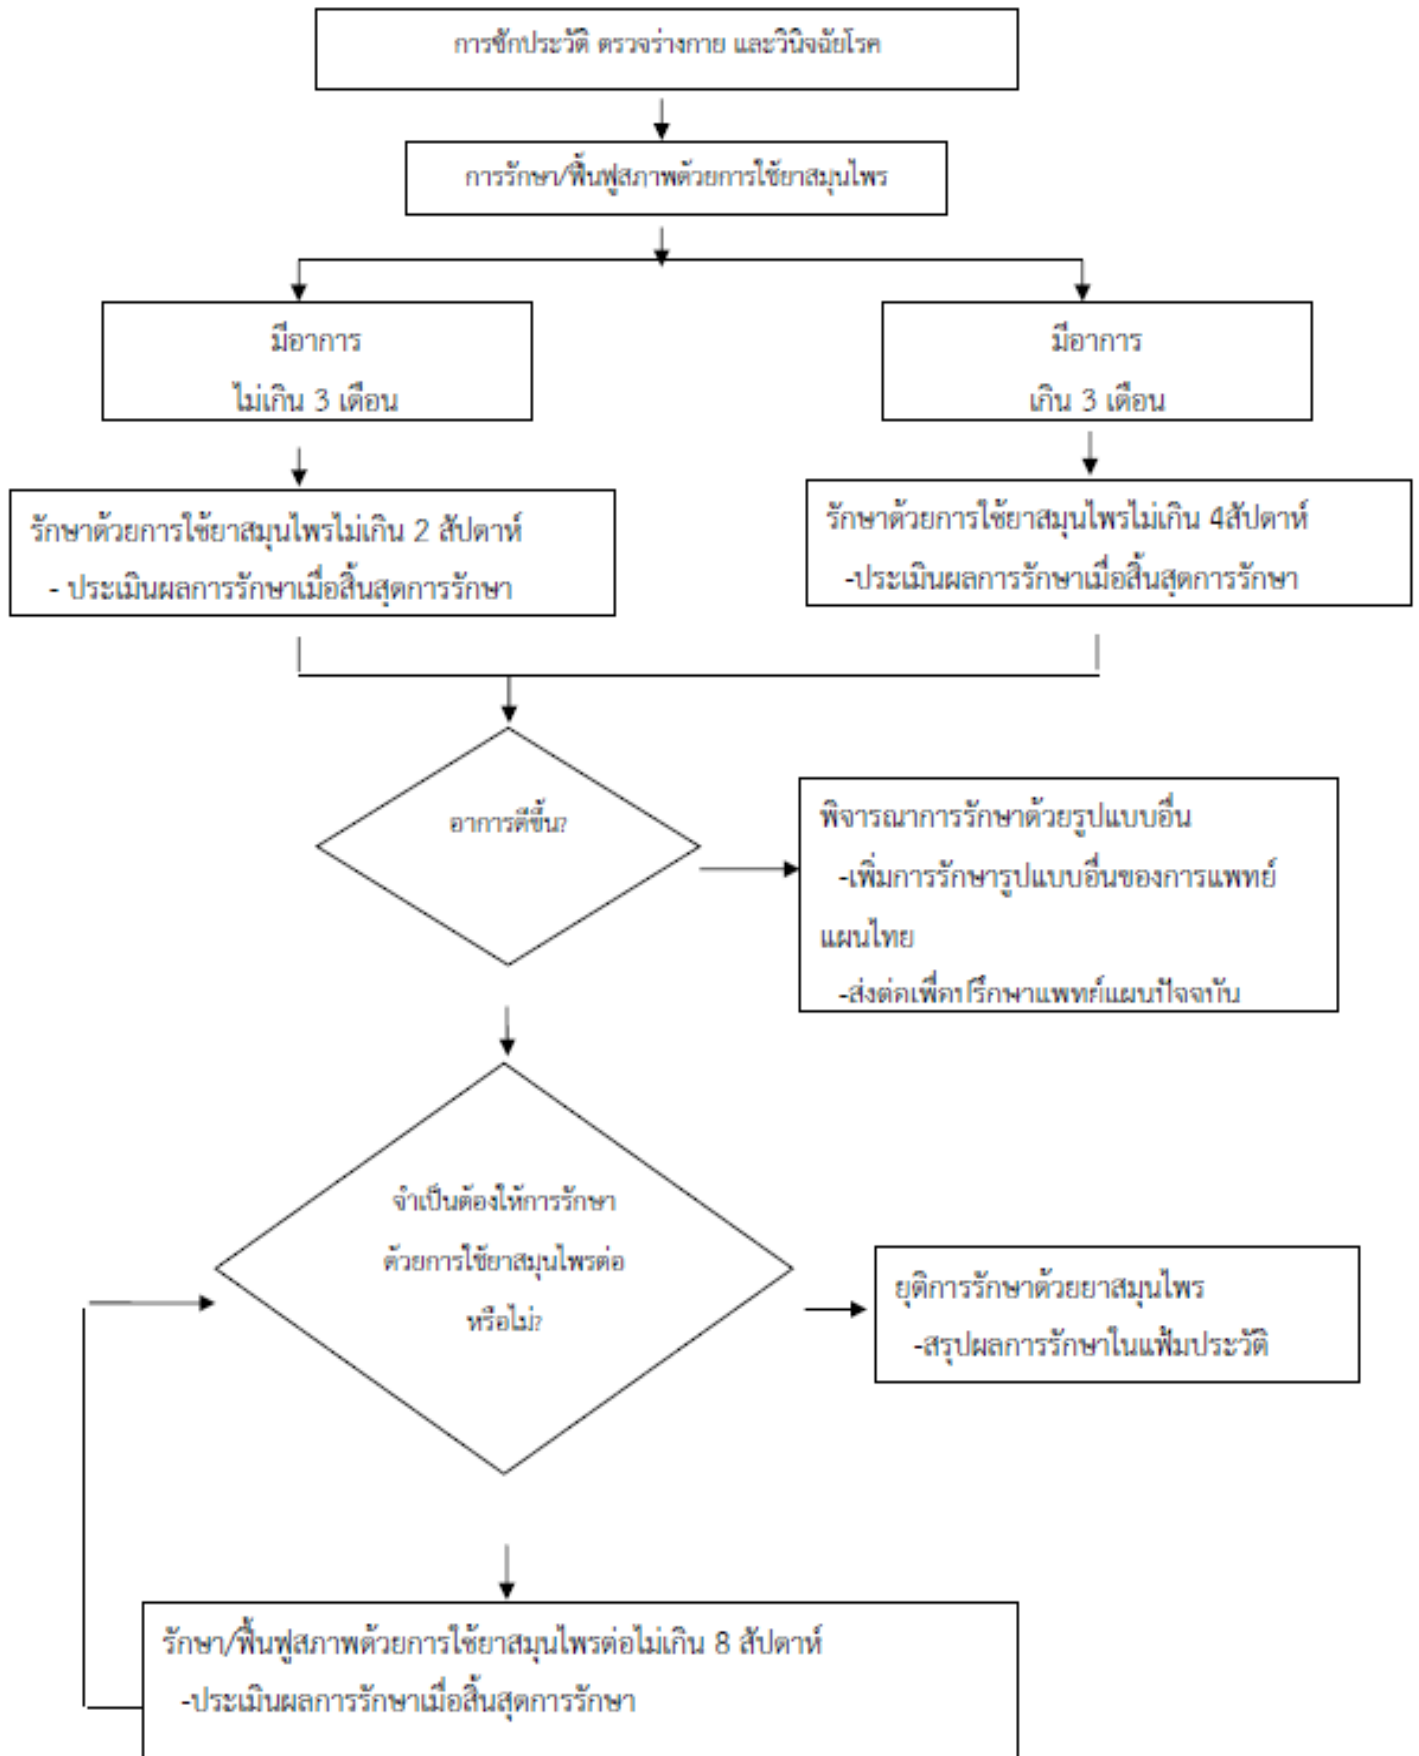 การซักประวัติ ตรวจร่างกาย และวินิจฉัยโรค
การรักษา/ฟื้นฟูสภาพด้วยการใช้ยาสมุนไพร
มีอาการ
ไม่เกิน 3 เดือน
มีอาการ
เกิน 3 เดือน
รักษาด้วยการใช้ยาสมุนไพรไม่เกิน 2 สัปดาห์
- ประเมินผลการรักษาเมื่อสิ้นสุดการรักษา
รักษาด้วยการใช้ยาสมุนไพรไม่เกิน 4สัปดาห์
-ประเมินผลการรักษาเมื่อสิ้นสุดการรักษา
อาการดีขึ้น?
พิจารณาการรักษาด้วยรูปแบบอื่น
-เพิ่มการรักษารูปแบบอื่นของการแพทย์
แผนไทย
-ส่งต่อเพื่อปรึกษาแพทย์แผนปัจจุบัน
จำเป็นต้องให้การรักษา
ด้วยการใช้ยาสมุนไพรต่อ
หรือไม่?
ยุติการรักษาด้วยยาสมุนไพร
-สรุปผลการรักษาในแฟ้มประวัติ
รักษา/ฟื้นฟูสภาพด้วยการใช้ยาสมุนไพรต่อไม่เกิน 8 สัปดาห์
-ประเมินผลการรักษาเมื่อสิ้นสุดการรักษา